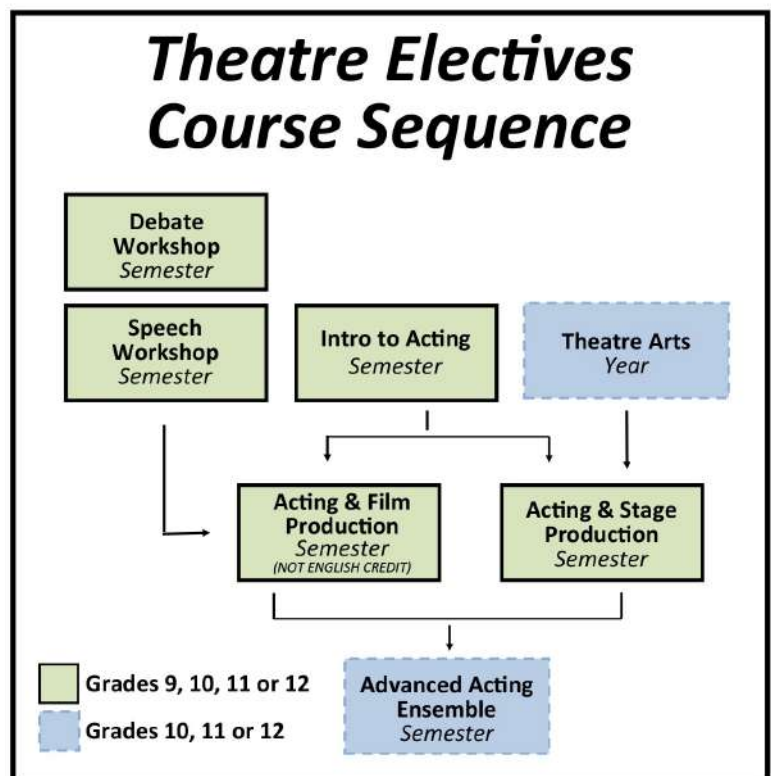 Theatre Electives
Course Sequence
Debate
Workshop
Semester
Speech
Workshop
Semester
Intro to Acting
Semester
Theatre Arts
Year
Acting & Film
Production
Semester
(NOT ENGLISH CREDIT)
Acting & Stage
Production
Semester
Advanced Acting
Ensemble
Semester
Grades 9, 10, 11 or 12
Grades 10, 11 or 12